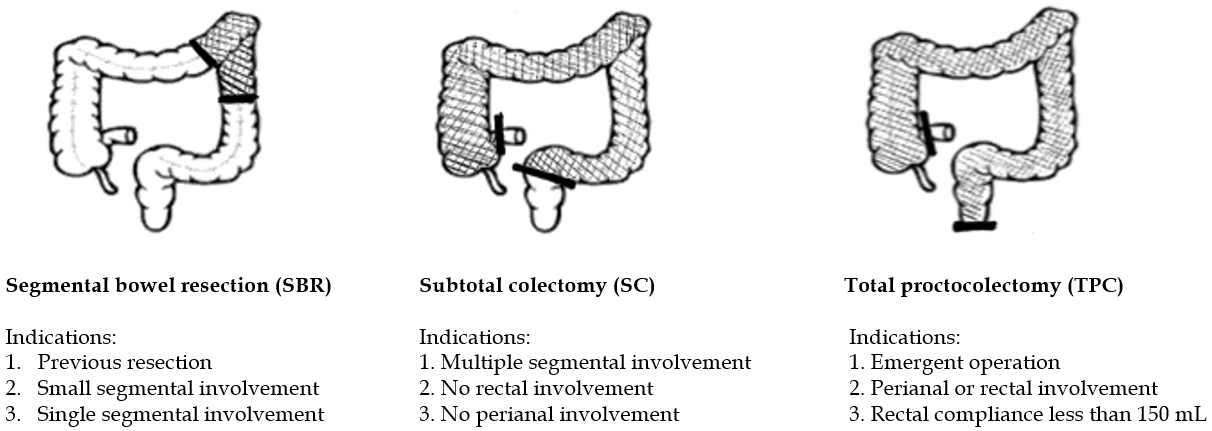 Segmental bowel resection (SBR)
Indications:
1. Previous resection
2. Small segmental involvement
3. Single segmental involvement
Subtotal colectomy (SC)
Indications:
1. Multiple segmental involvement
2. No rectal involvement
3. No perianal involvement
Total proctocolectomy (TPC)
Indications:
1. Emergent operation
2. Perianal or rectal involvement
3. Rectal compliance less than 150 mL